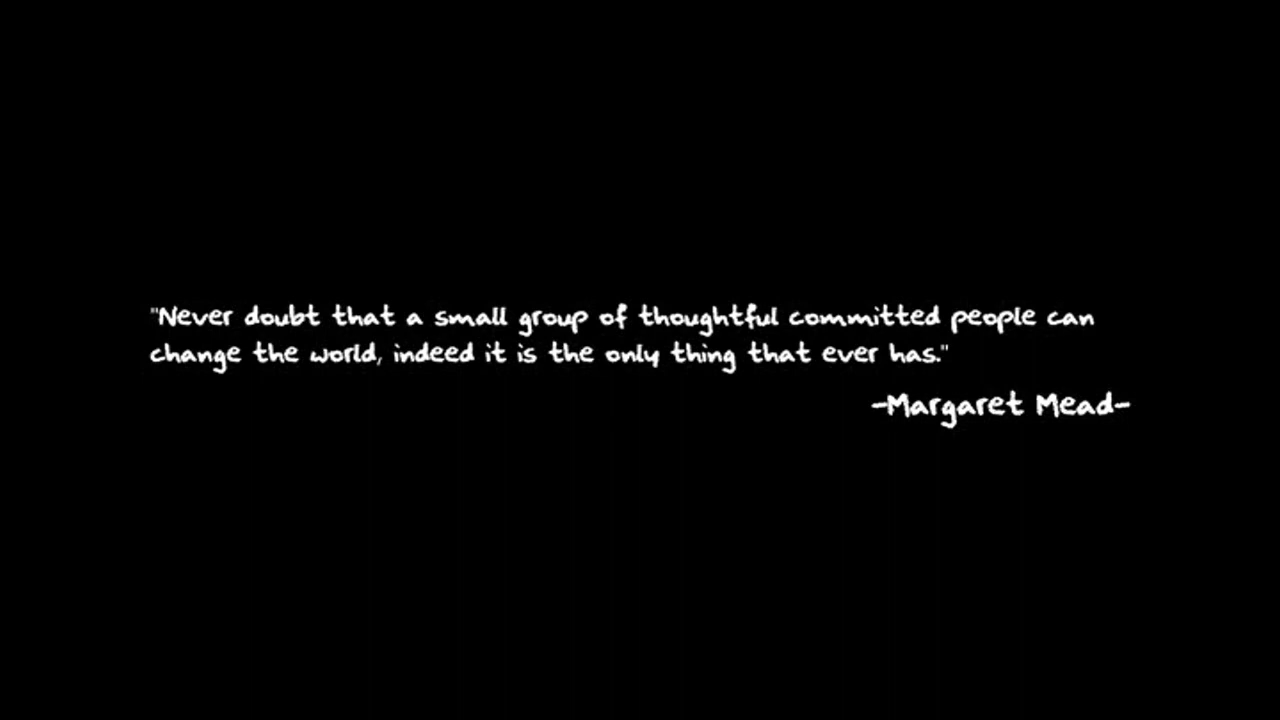 "Never doubt that a small group of thoughtful committed people can
change the world, indeed it is the only thing that ever has."
-Margaret Mead-